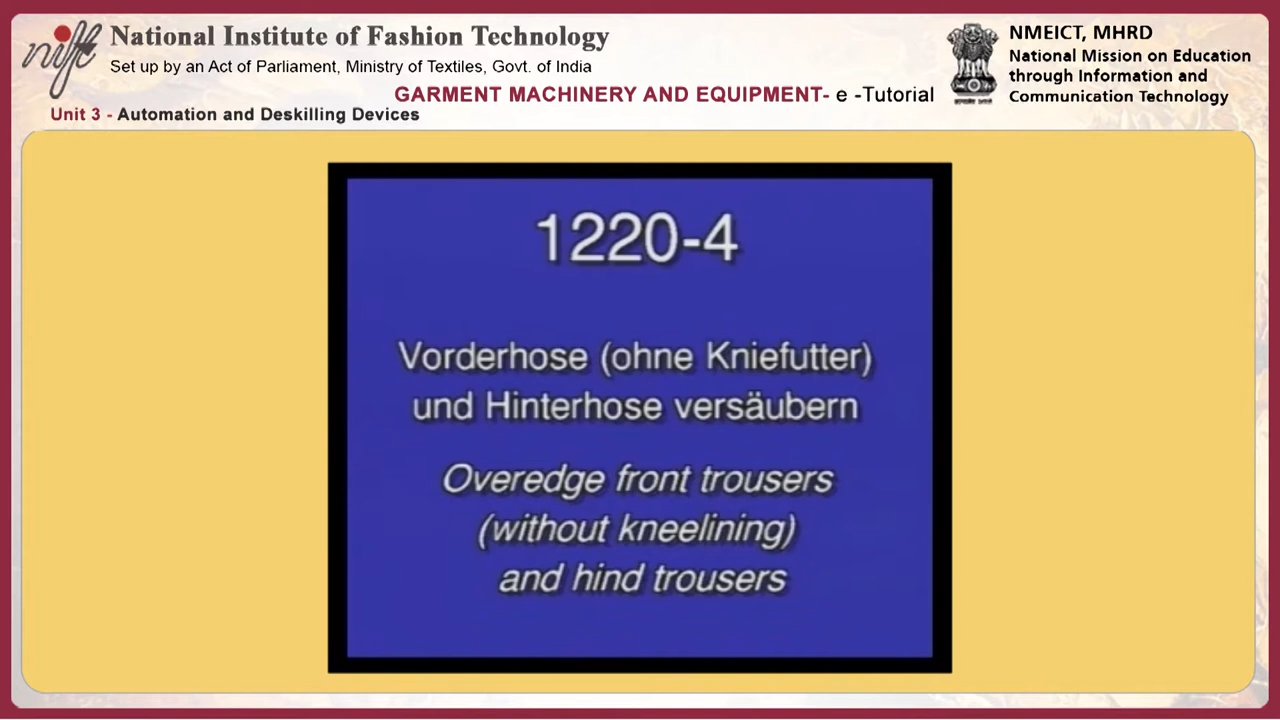 nift
National Institute of Fashion Technology
Set up by an Act of Parliament, Ministry of Textiles, Govt. of India
GARMENT MACHINERY AND EQUIPMENT- e -Tutorial
Unit 3 - Automation and Deskilling Devices
NMEICT, MHRD
National Mission on Education
through Information and
Communication Technology
1220-4
Vorderhose (ohne Kniefutter)
und Hinterhose versäubern
Overedge front trousers
(without kneelining)
and hind trousers